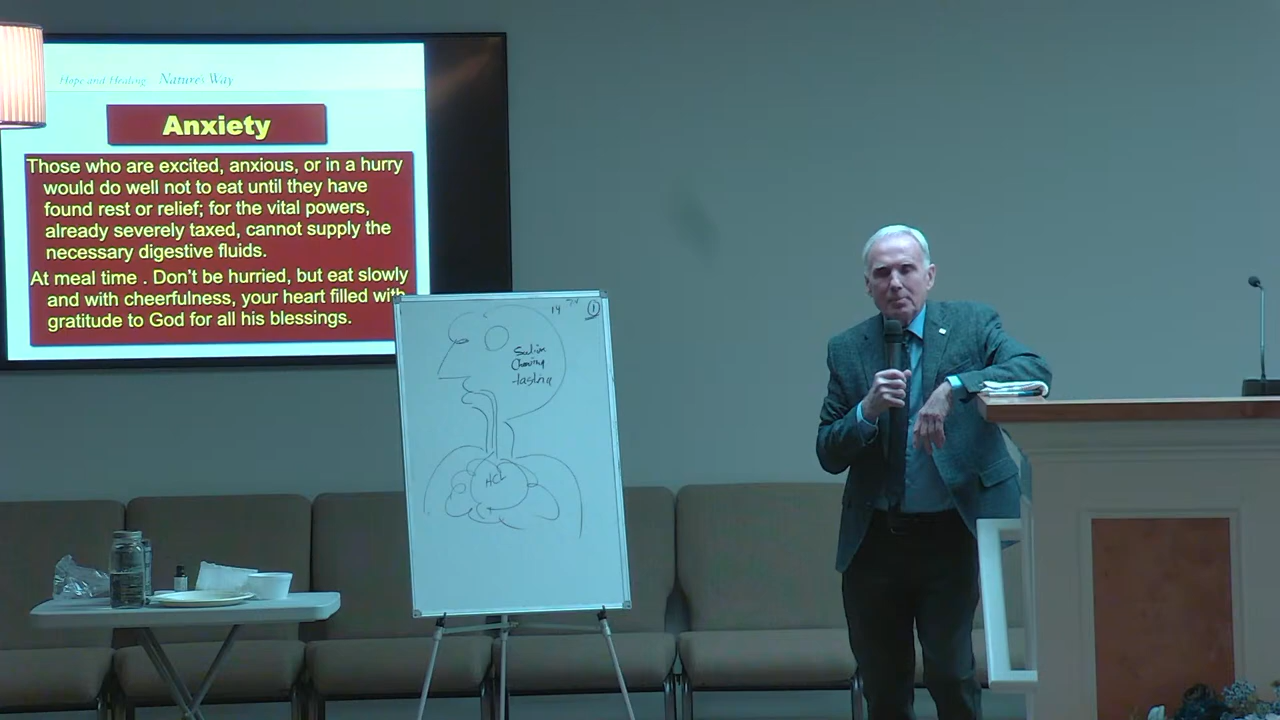 Hope and Healing Nature's Way
Anxiety
Those who are excited, anxious, or in a hurry
would do well not to eat until they have
found rest or relief; for the vital powers,
already severely taxed, cannot supply the
necessary digestive fluids.
At meal time . Don't be hurried, but eat slowly
and with cheerfulness, your heart filled with
gratitude to God for all his blessings.
14 1
HCl